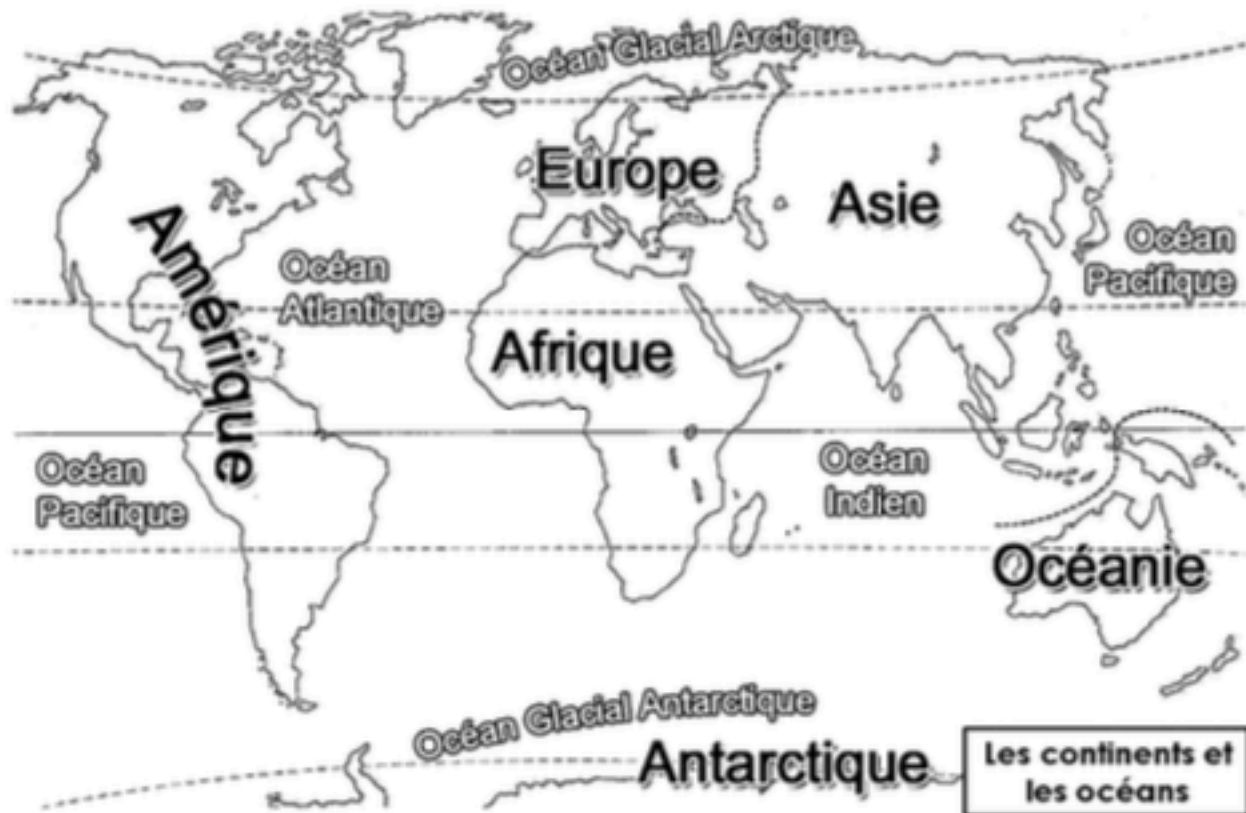 Océan Glacial Arctique
Europe
Asie
Amérique
Océan
Atlantique
Océan
Pacifique
Afrique
Océan
Pacifique
Océan
Indien
Océanie
Océan Glacial Antarctique
Antarctique
Les continents et
les océans